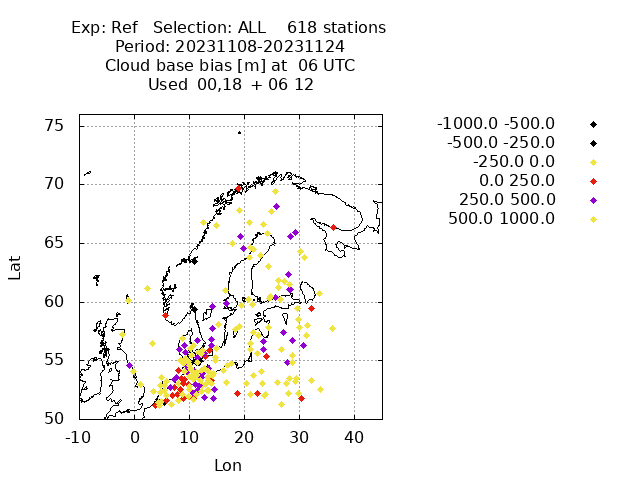 Exp: Ref   Selection: ALL    618 stations
Period: 20231108-20231124
Cloud base bias [m] at  06 UTC
Used  00,18  + 06 12
-1000.0 -500.0
-500.0 -250.0
-250.0 0.0
0.0 250.0
250.0 500.0
500.0 1000.0
75
70
65
60
55
50
Lat
-10 0 10 20 30 40
Lon